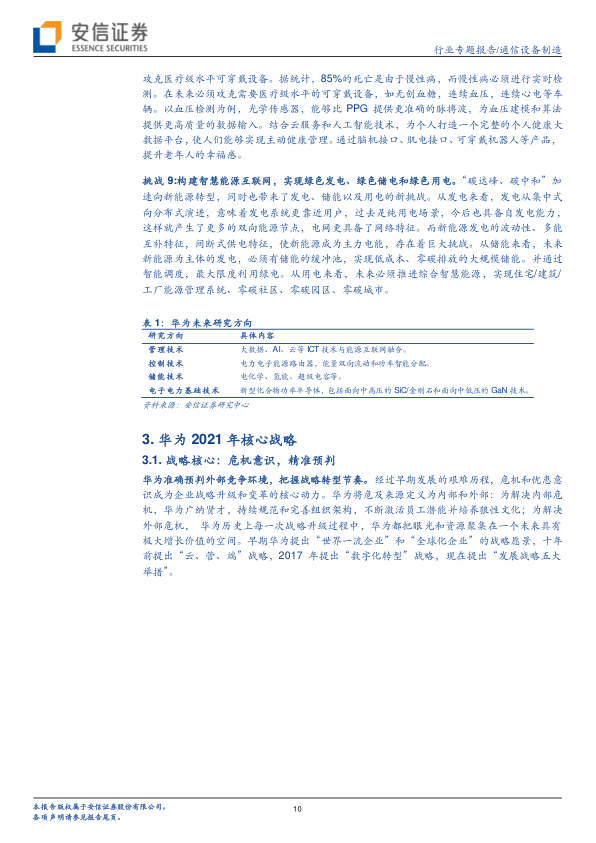 安信证券
ESSENCE SECURITIES
行业专题报告/通信设备制造
攻克医疗级水平可穿戴设备。据统计，85%的死亡是由于慢性病，而慢性病必须进行实时检
测。在未来必须攻克需要医疗级水平的可穿戴设备，如无创血糖，连续血压，连续心电等车
辆。以血压检测为例，光学传感器，能够比 PPG 提供更准确的脉搏波，为血压建模和算法
提供更高质量的数据输入。结合云服务和人工智能技术，为个人打造一个完整的个人健康大
数据平台，使人们能够实现主动健康管理。通过脑机接口、肌电接口、可穿戴机器人等产品，
提升老年人的幸福感。
挑战 9:构建智慧能源互联网，实现绿色发电、绿色储电和绿色用电。“碳达峰、碳中和”加
速向新能源转型，同时也带来了发电、储能以及用电的新挑战。从发电来看，发电从集中式
向分布式演进，意味着发电系统更靠近用户，过去是纯用电场景，今后也具备自发电能力，
这样就产生了更多的双向能源节点，电网更具备了网络特征。而新能源发电的波动性、多能
互补特征，间断式供电特征，使新能源成为主力电能，存在着巨大挑战。从储能来看，未来
新能源为主体的发电，必须有储能的缓冲池，实现低成本、零碳排放的大规模储能。并通过
智能调度，最大限度利用绿电。从用电来看，未来必须推进综合智慧能源，实现住宅/建筑/
工厂能源管理系统、零碳社区、零碳园区、零碳城市。
表 1：华为未来研究方向
研究方向 具体内容
管理技术 大数据、AI、云等 ICT 技术与能源互联网融合。
控制技术 电力电子能源路由器，能量双向流动和功率智能分配。
储能技术 电化学、氢能、超级电容等。
电子电力基础技术 新型化合物功率半导体，包括面向中高压的 SiC/金刚石和面向中低压的 GaN 技术。
资料来源：安信证券研究中心
3. 华为 2021 年核心战略
3.1. 战略核心：危机意识，精准预判
华为准确预判外部竞争环境，把握战略转型节奏。经过早期发展的艰难历程，危机和忧患意
识成为企业战略升级和变革的核心动力。华为将危及来源定义为内部和外部：为解决内部危
机，华为广纳贤才，持续规范和完善组织架构，不断激活员工潜能并培养狼性文化；为解决
外部危机， 华为历史上每一次战略升级过程中，华为都把眼光和资源聚集在一个未来具有
极大增长价值的空间。早期华为提出“世界一流企业”和“全球化企业”的战略愿景，十年
前提出“云、管、端”战略，2017 年提出“数字化转型”战略，现在提出“发展战略五大
举措”。
本报告版权属于安信证券股份有限公司。
各项声明请参见报告尾页。
10